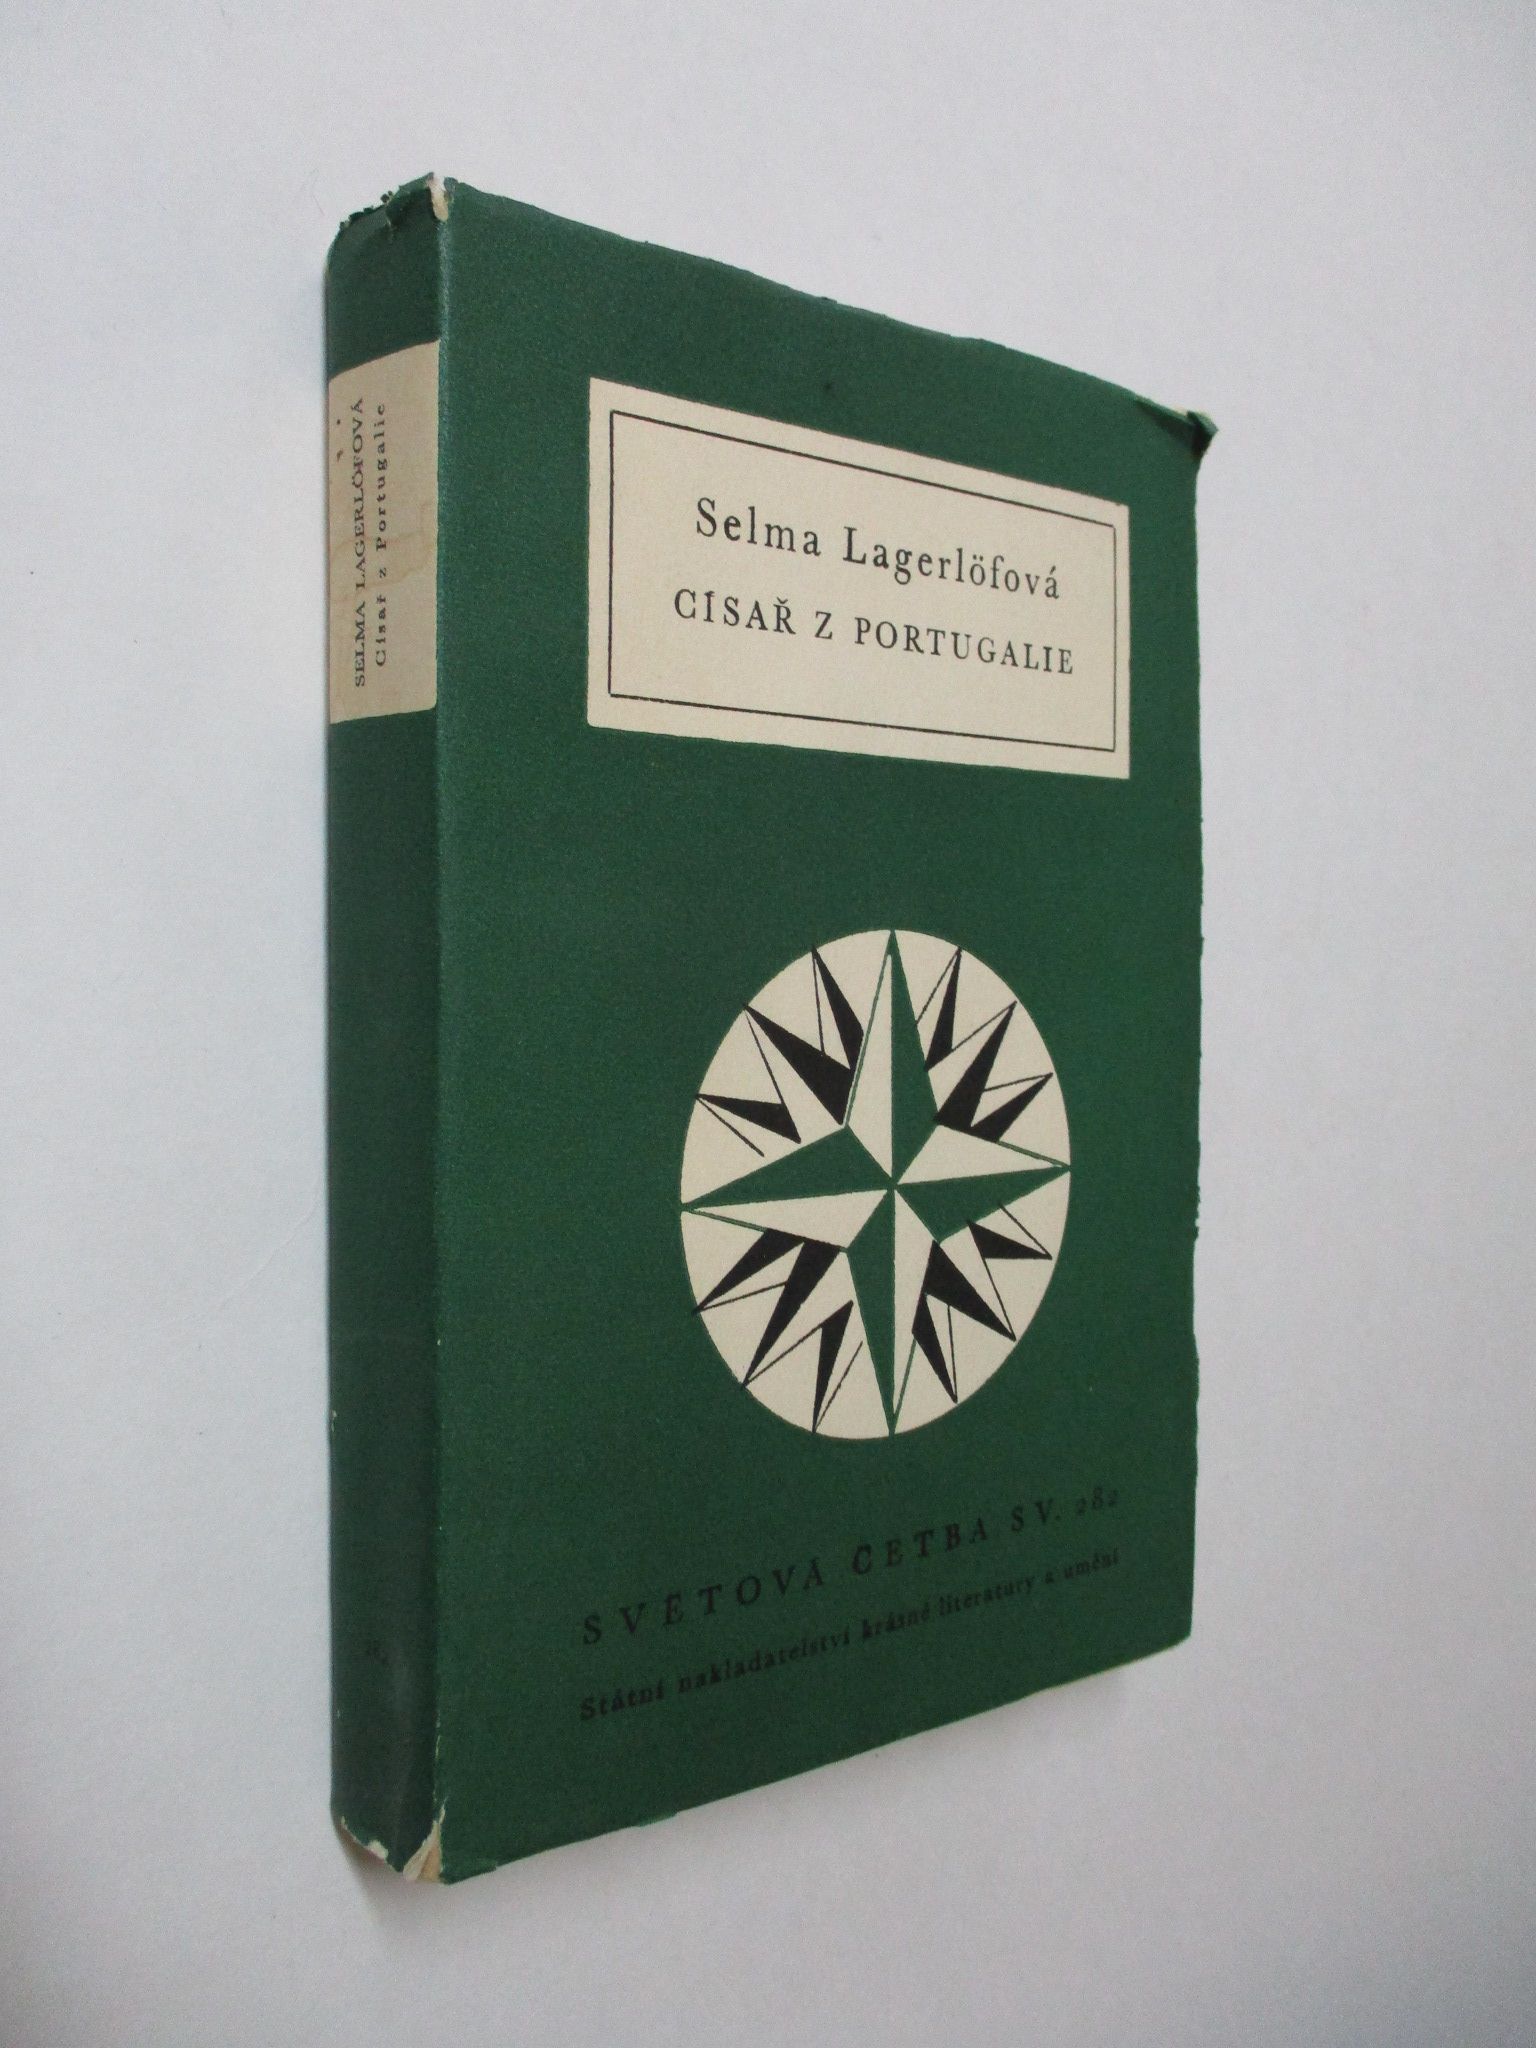 SELMA LAGERLÖFOVÁ
Císař z Portugalie
Selma Lagerlöfová
CÍSAŘ Z PORTUGALIE
SVĚTOVÁ ČETBA SV. 282
Státní nakladatelství krásné literatury a umění